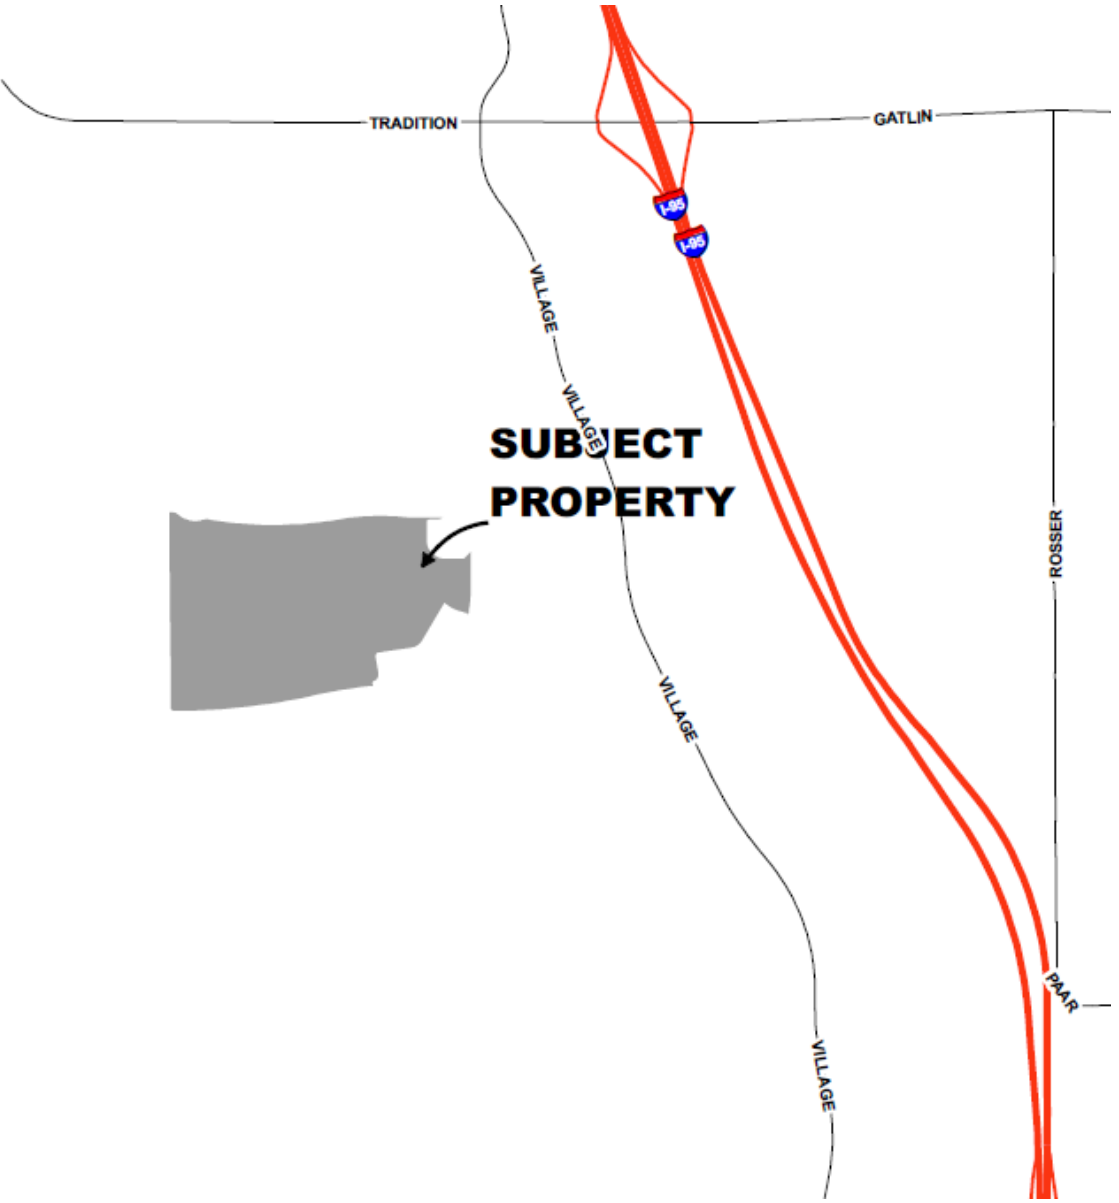 TRADITION
GATLIN
I-95
I-95
VILLAGE
VILLAGE
SUBJECT
PROPERTY
ROSSER
VILLAGE
PAAR
VILLAGE